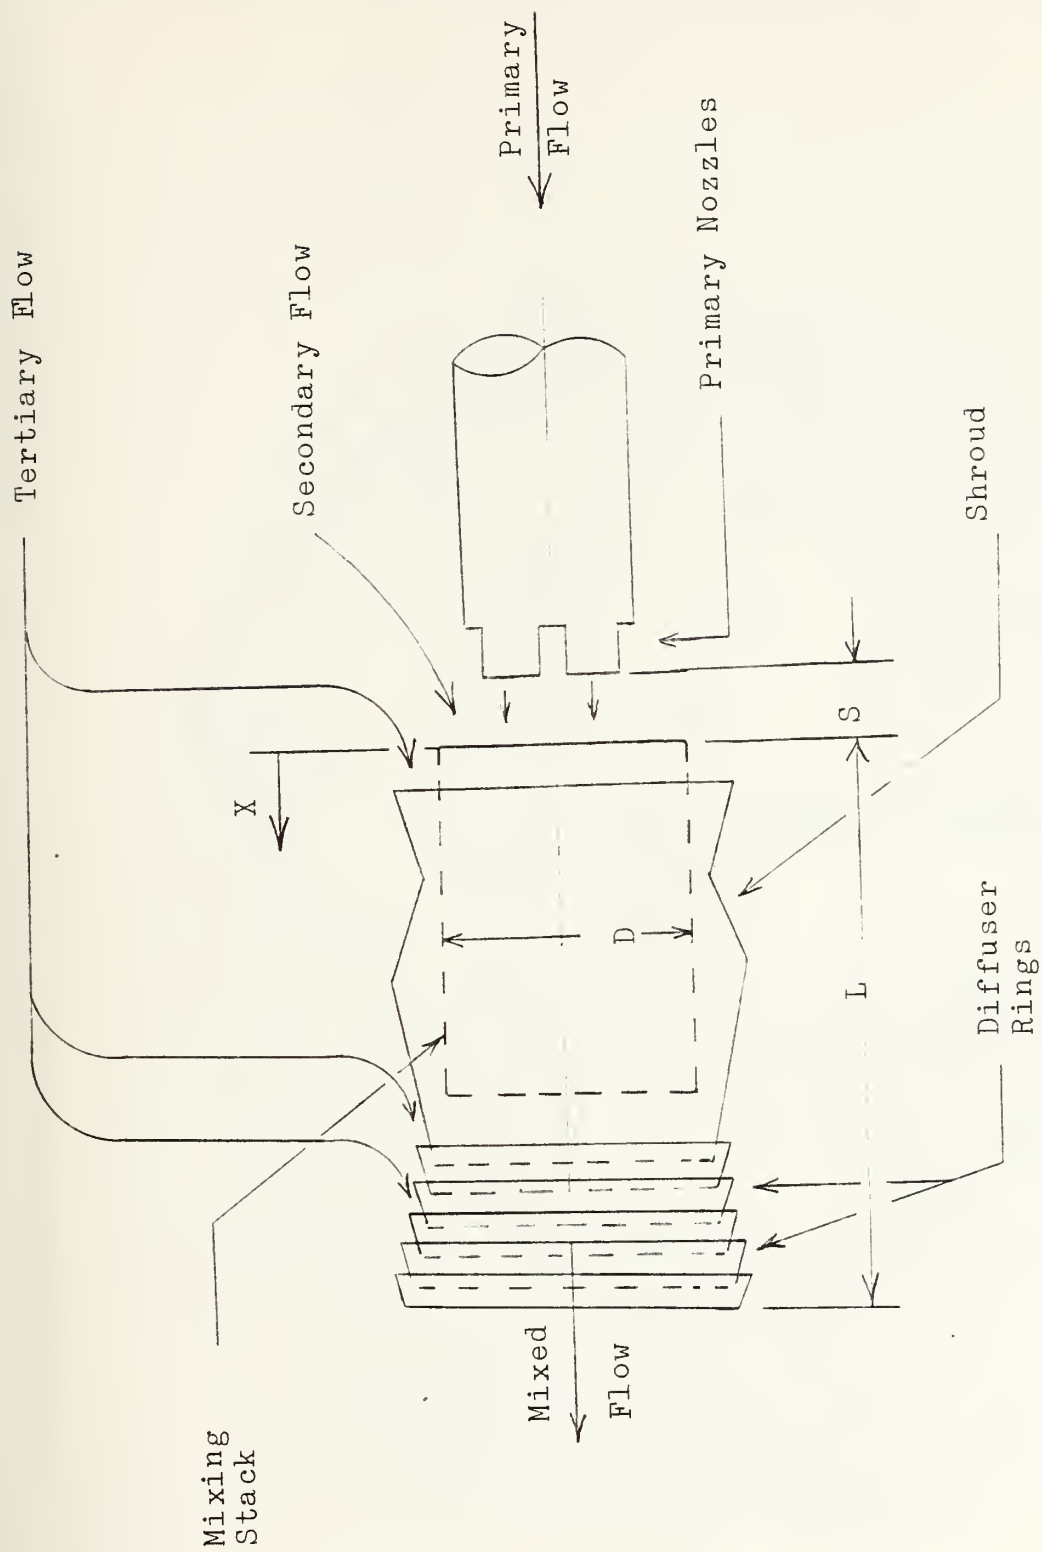 Tertiary Flow
Secondary Flow
Primary
Flow
Primary Nozzles
X
S
D
L
Shroud
Diffuser
Rings
Mixed
Flow
Mixing
Stack